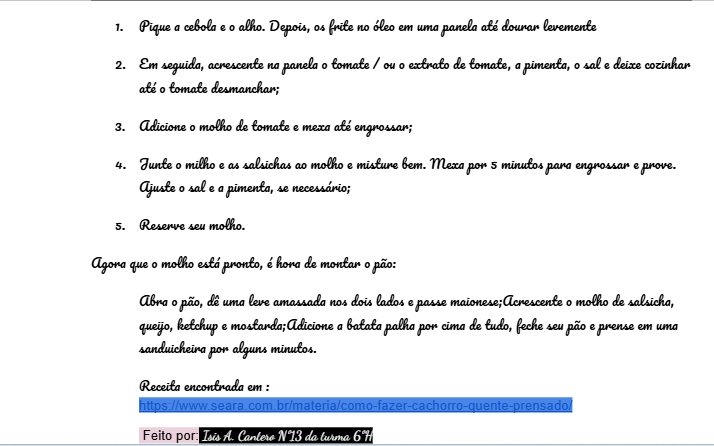 1. Pique a cebola e o alho. Depois, os frite no óleo em uma panela até dourar levemente
2. Em seguida, acrescente na panela o tomate / ou o extrato de tomate, a pimenta, o sal e deixe cozinhar
até o tomate desmanchar;
3. Adicione o molho de tomate e mexa até engrossar;
4. Junte o milho e as salsichas ao molho e misture bem. Mexa por 5 minutos para engrossar e prove.
Ajuste o sal e a pimenta, se necessário;
5. Reserve seu molho.
Agora que o molho está pronto, é hora de montar o pão:
Abra o pão, dê uma leve amassada nos dois lados e passe maionese;Acrescente o molho de salsicha,
queijo, ketchup e mostarda;Adicione a batata palha por cima de tudo, feche seu pão e prense em uma
sanduicheira por alguns minutos.
Receita encontrada em :
https://www.seara.com.br/materia/como-fazer-cachorro-quente-prensado/
Feito por: Isis A. Cantero N°13 da turma 6°H